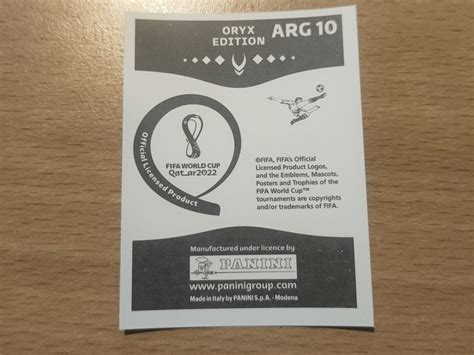 ORYX
EDITION
ARG 10
Official Licensed Product
FIFA WORLD CUP
Qatar2022
©FIFA, FIFA's Official
Licensed Product Logos,
and the Emblems, Mascots,
Posters and Trophies of the
FIFA World Cup™
tournaments are copyrights
and/or trademarks of FIFA.
Manufactured under licence by
PANINI
www.paninigroup.com
Made in Italy by PANINI S.p.A. - Modena